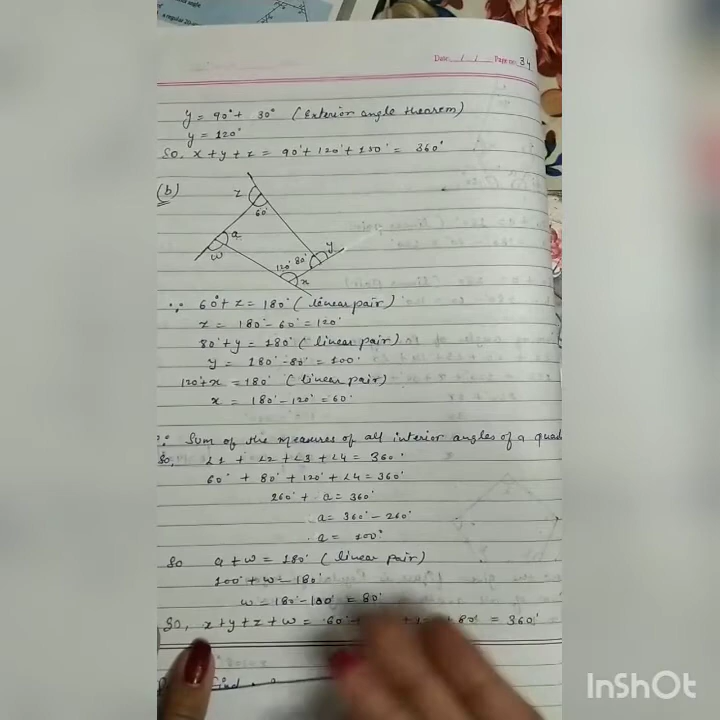 Date: / / Page no: 34
y = 90° + 30° (Exterior angle theorem)
y = 120°
So, x + y + z = 90° + 120° + 150° = 360°
(b)
z
60°
a
w
120°
80°
y
x
∵ 60° + z = 180° (linear pair)
z = 180° - 60° = 120°
80° + y = 180° (linear pair)
y = 180° - 80° = 100°
120° + x = 180° (linear pair)
x = 180° - 120° = 60°
∵ Sum of the measures of all interior angles of a quad
So, ∠1 + ∠2 + ∠3 + ∠4 = 360°
60° + 80° + 120° + ∠4 = 360°
260° + a = 360°
a = 360° - 260°
a = 100°
So a + w = 180° (linear pair)
100° + w = 180°
w = 180° - 100° = 80°
So, x + y + z + w = 60° + 80° = 360°
find
InShOt